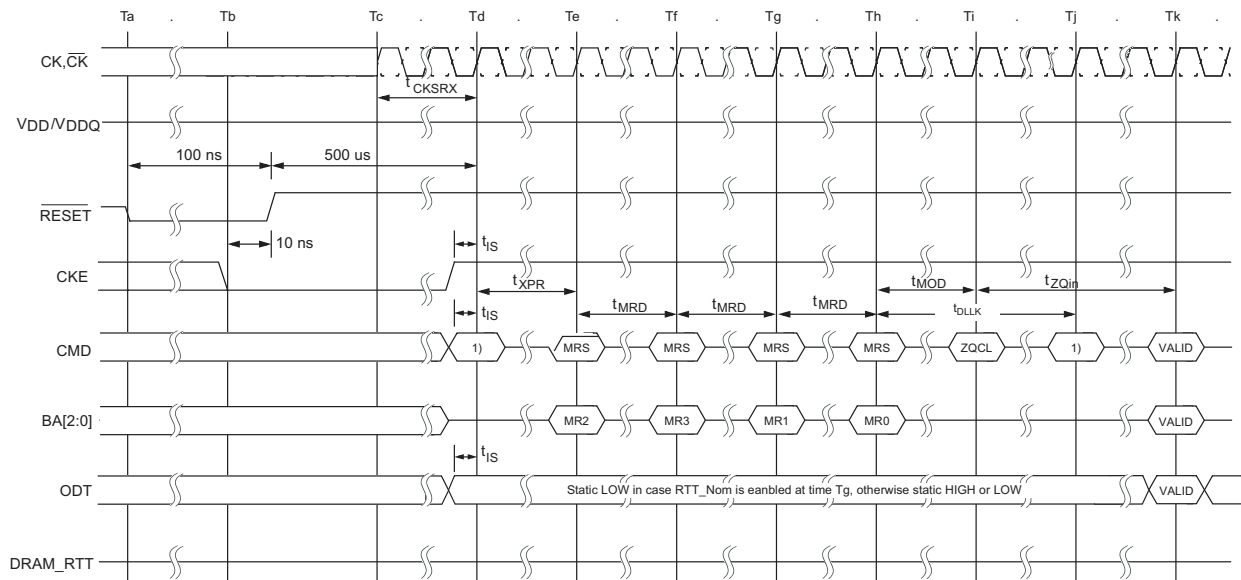 Ta . Tb . Tc . Td . Te . Tf . Tg . Th . Ti . Tj . Tk .
CK,CK
tCKSRX
VDD/VDDQ
100 ns 500 us
RESET
10 ns tIS
CKE
tXPR tMOD tZQin
tMRD tMRD tMRD tDLLK
tIS
CMD 1) MRS MRS MRS MRS ZQCL 1) VALID
BA[2:0] MR2 MR3 MR1 MR0 VALID
tIS
ODT Static LOW in case RTT_Nom is eanbled at time Tg, otherwise static HIGH or LOW VALID
DRAM_RTT